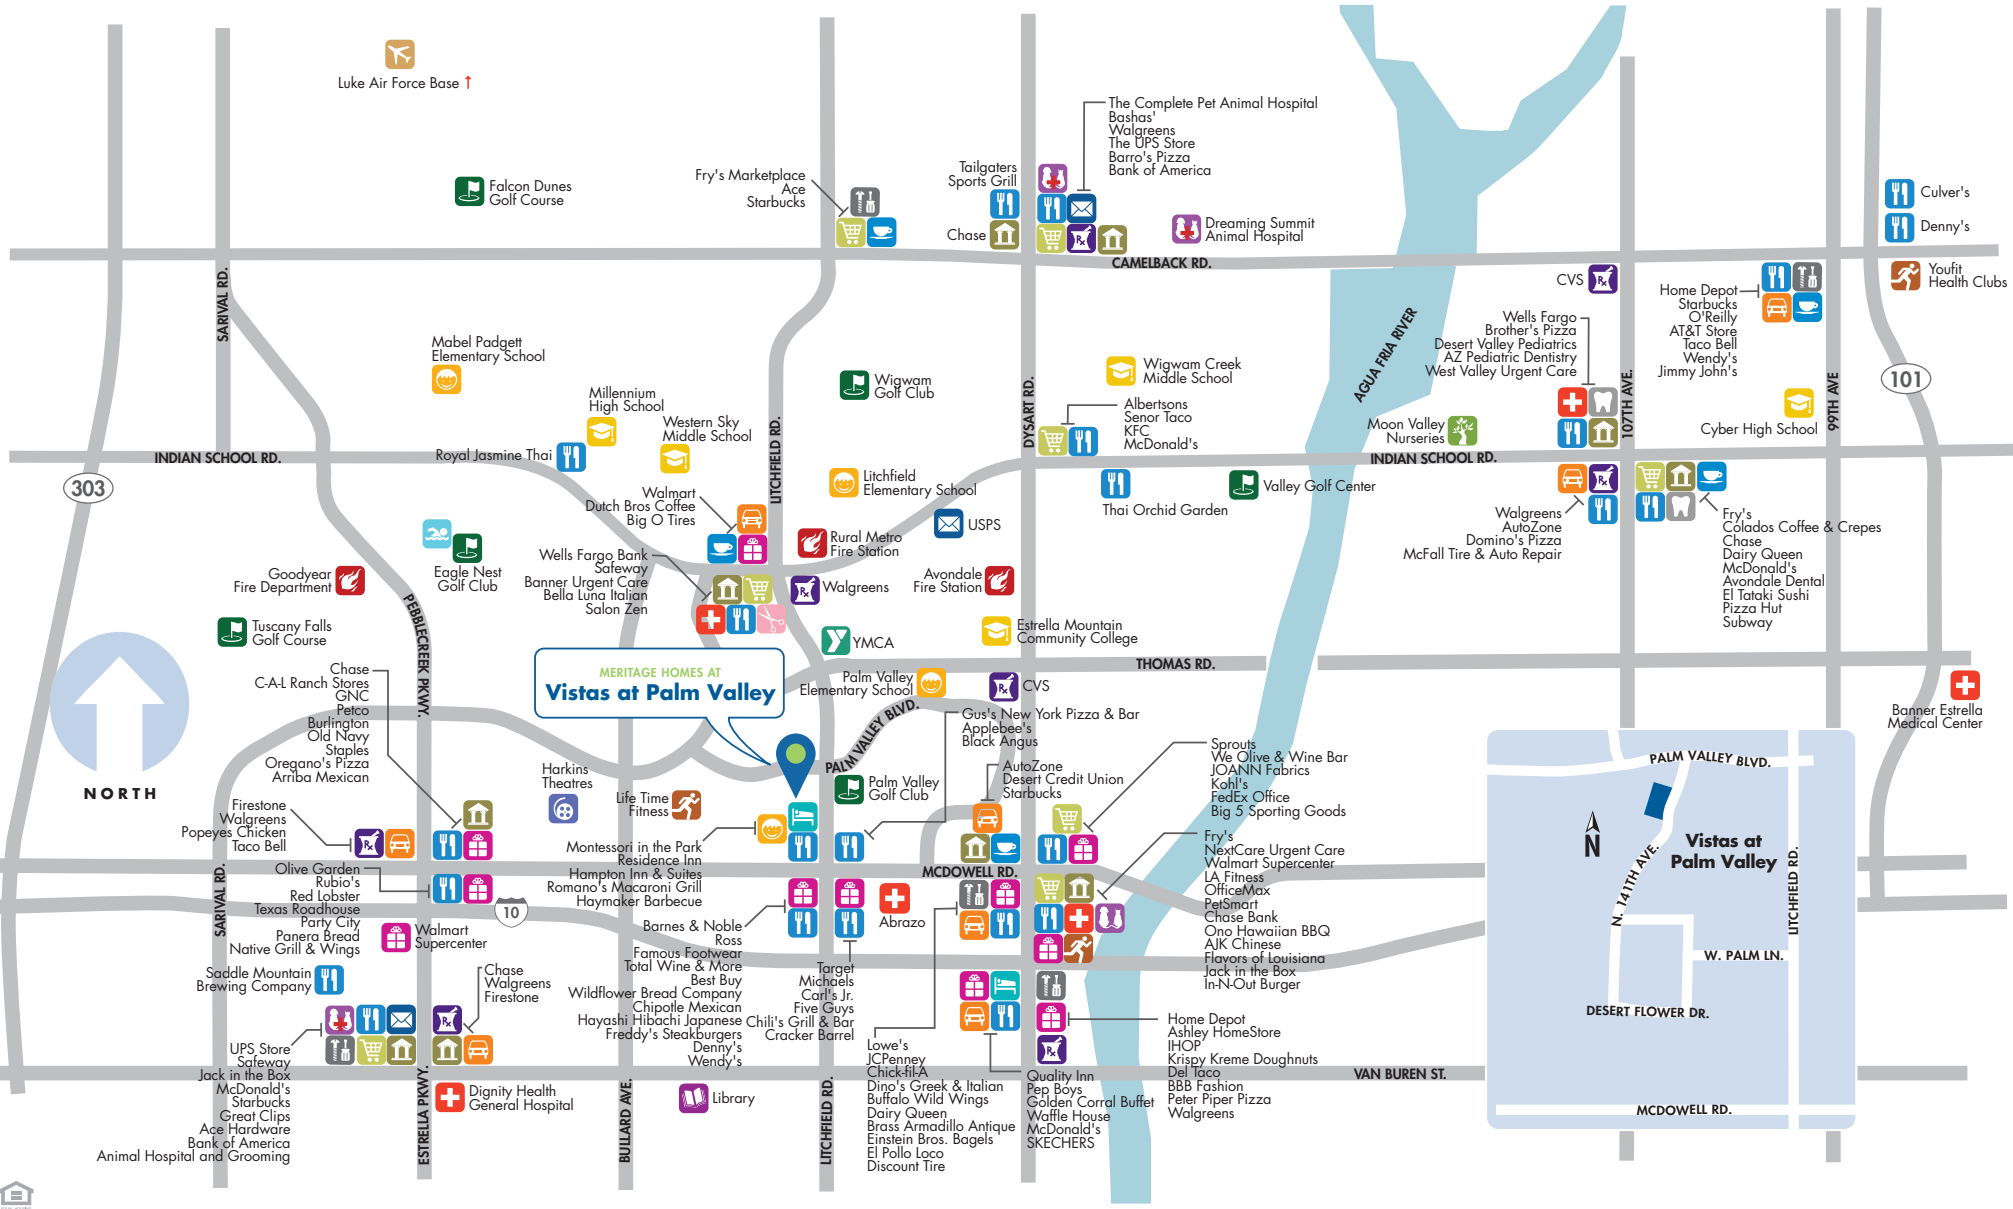 Luke Air Force Base ↑
Falcon Dunes
Golf Course
Fry's Marketplace
Ace
Starbucks
Tailgaters
Sports Grill
Chase
The Complete Pet Animal Hospital
Bashas'
Walgreens
The UPS Store
Barro's Pizza
Bank of America
Dreaming Summit
Animal Hospital
CAMELBACK RD.
Culver's
Denny's
Youfit
Health Clubs
CVS
Home Depot
Starbucks
O'Reilly
AT&T Store
Taco Bell
Wendy's
Jimmy John's
Wells Fargo
Brother's Pizza
Desert Valley Pediatrics
AZ Pediatric Dentistry
West Valley Urgent Care
SARIVAL RD.
AGUA FRIA RIVER
101
Mabel Padgett
Elementary School
Millennium
High School
Western Sky
Middle School
Royal Jasmine Thai
Wigwam
Golf Club
LITCHFIELD RD.
DYSART RD.
Wigwam Creek
Middle School
Albertsons
Senor Taco
KFC
McDonald's
Moon Valley
Nurseries
107TH AVE.
Cyber High School
99TH AVE
INDIAN SCHOOL RD.
INDIAN SCHOOL RD.
303
Litchfield
Elementary School
USPS
Thai Orchid Garden
Valley Golf Center
Walmart
Dutch Bros Coffee
Big O Tires
Rural Metro
Fire Station
Walgreens
AutoZone
Domino's Pizza
McFall Tire & Auto Repair
Fry's
Colados Coffee & Crepes
Chase
Dairy Queen
McDonald's
Avondale Dental
El Tataki Sushi
Pizza Hut
Subway
Eagle Nest
Golf Club
Goodyear
Fire Department
Wells Fargo Bank
Safeway
Banner Urgent Care
Bella Luna Italian
Salon Zen
Walgreens
Avondale
Fire Station
Tuscany Falls
Golf Course
PEBBLECREEK PKWY.
YMCA
Estrella Mountain
Community College
THOMAS RD.
MERITAGE HOMES AT
Vistas at Palm Valley
Palm Valley
Elementary School
CVS
PALM VALLEY BLVD.
Banner Estrella
Medical Center
NORTH
Chase
C-A-L Ranch Stores
GNC
Petco
Burlington
Old Navy
Staples
Oregano's Pizza
Arriba Mexican
Firestone
Walgreens
Popeyes Chicken
Taco Bell
Harkins
Theatres
Life Time
Fitness
Palm Valley
Golf Club
Gus's New York Pizza & Bar
Applebee's
Black Angus
AutoZone
Desert Credit Union
Starbucks
Sprouts
We Olive & Wine Bar
JOANN Fabrics
Kohl's
FedEx Office
Big 5 Sporting Goods
Montessori in the Park
Residence Inn
Hampton Inn & Suites
Romano's Macaroni Grill
Haymaker Barbecue
MCDOWELL RD.
Fry's
NextCare Urgent Care
Walmart Supercenter
LA Fitness
OfficeMax
PetSmart
Chase Bank
Ono Hawaiian BBQ
AJK Chinese
Flavors of Louisiana
Jack in the Box
In-N-Out Burger
Olive Garden
Rubio's
Red Lobster
Texas Roadhouse
Party City
Panera Bread
Native Grill & Wings
SARIVAL RD.
10
Walmart
Supercenter
Abrazo
Barnes & Noble
Ross
Famous Footwear
Total Wine & More
Best Buy
Wildflower Bread Company
Chipotle Mexican
Hayashi Hibachi Japanese
Freddy's Steakburgers
Denny's
Wendy's
Target
Michaels
Carl's Jr.
Five Guys
Chili's Grill & Bar
Cracker Barrel
Saddle Mountain
Brewing Company
Chase
Walgreens
Firestone
UPS Store
Safeway
Jack in the Box
McDonald's
Starbucks
Great Clips
Ace Hardware
Bank of America
Animal Hospital and Grooming
ESTRELLA PKWY.
Dignity Health
General Hospital
BULLARD AVE.
Library
LITCHFIELD RD.
Lowe's
JCPenney
Chick-fil-A
Dino's Greek & Italian
Buffalo Wild Wings
Dairy Queen
Brass Armadillo Antique
Einstein Bros. Bagels
El Pollo Loco
Discount Tire
Quality Inn
Pep Boys
Golden Corral Buffet
Waffle House
McDonald's
SKECHERS
Home Depot
Ashley HomeStore
IHOP
Krispy Kreme Doughnuts
Del Taco
BBB Fashion
Peter Piper Pizza
Walgreens
VAN BUREN ST.
PALM VALLEY BLVD.
N
Vistas at
Palm Valley
N. 141TH AVE.
LITCHFIELD RD.
W. PALM LN.
DESERT FLOWER DR.
MCDOWELL RD.